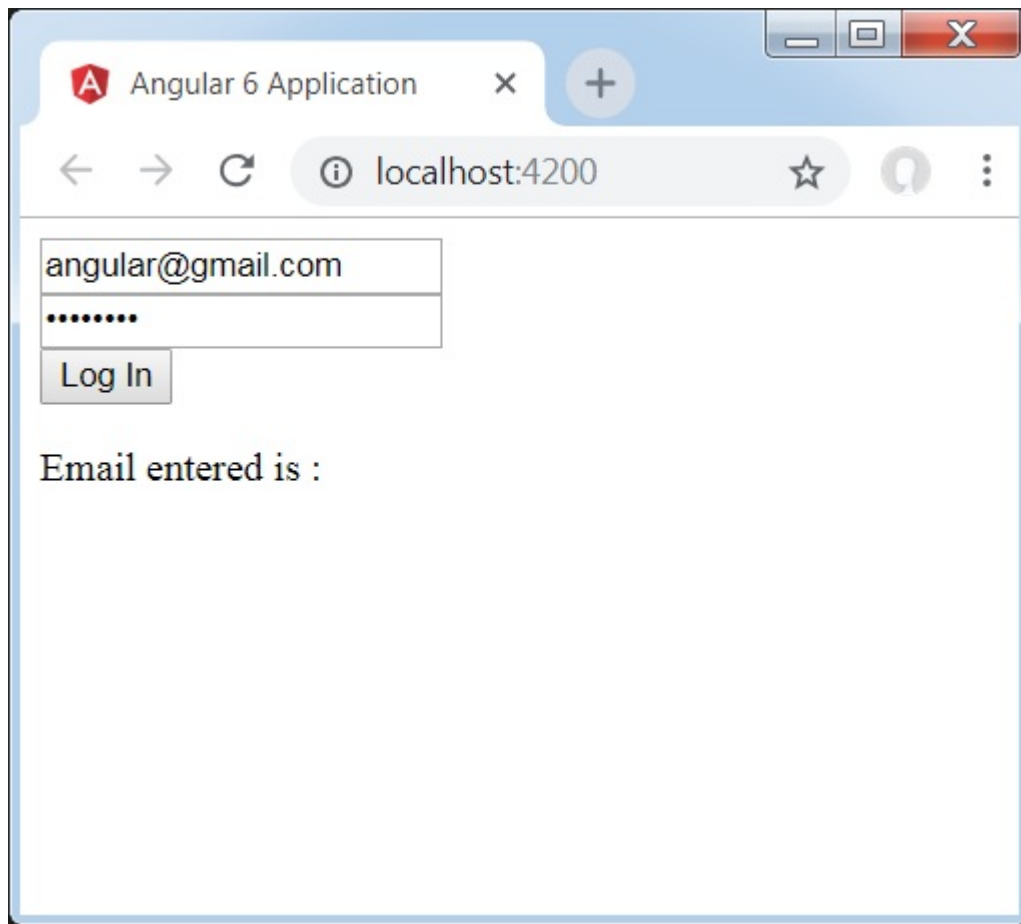 Angular 6 Application
localhost:4200
angular@gmail.com
••••••••
Log In
Email entered is :